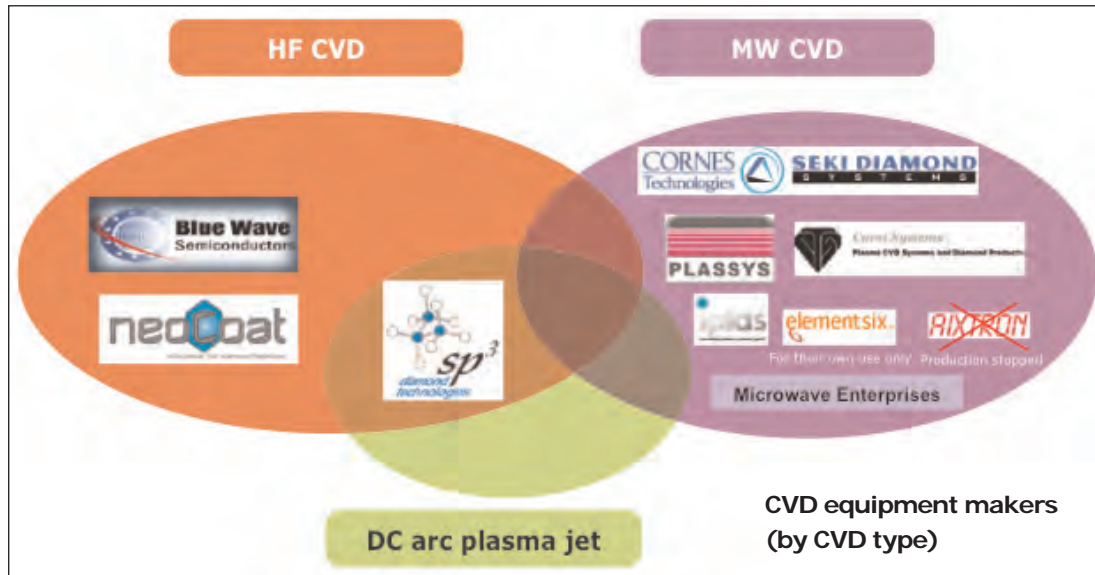 HF CVD
MW CVD
CORNES
Technologies
SEKI DIAMOND
SYSTEMS
Blue Wave
Semiconductors
PLASSYS
Carat Systems
Plasma CVD Systems and Diamond Products
neoCoat
sp3
diamond
technologies
iplas
elementsix
AIXTRON
For their own use only
Production stopped
Microwave Enterprises
DC arc plasma jet
CVD equipment makers
(by CVD type)